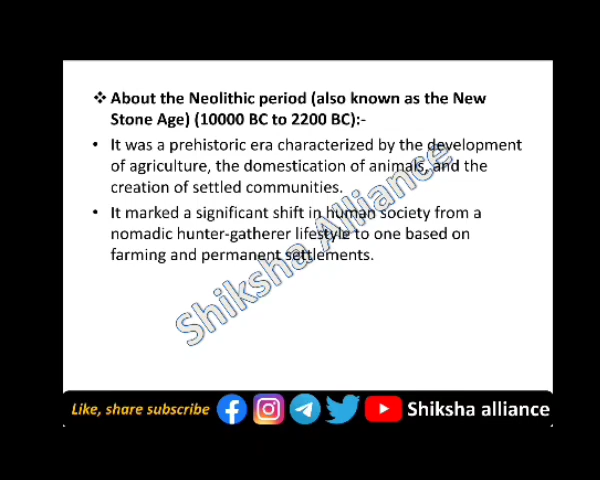 ❖ About the Neolithic period (also known as the New
Stone Age) (10000 BC to 2200 BC):-
• It was a prehistoric era characterized by the development
of agriculture, the domestication of animals, and the
creation of settled communities.
• It marked a significant shift in human society from a
nomadic hunter-gatherer lifestyle to one based on
farming and permanent settlements.
Shiksha Alliance
Like, share subscribe
Shiksha alliance